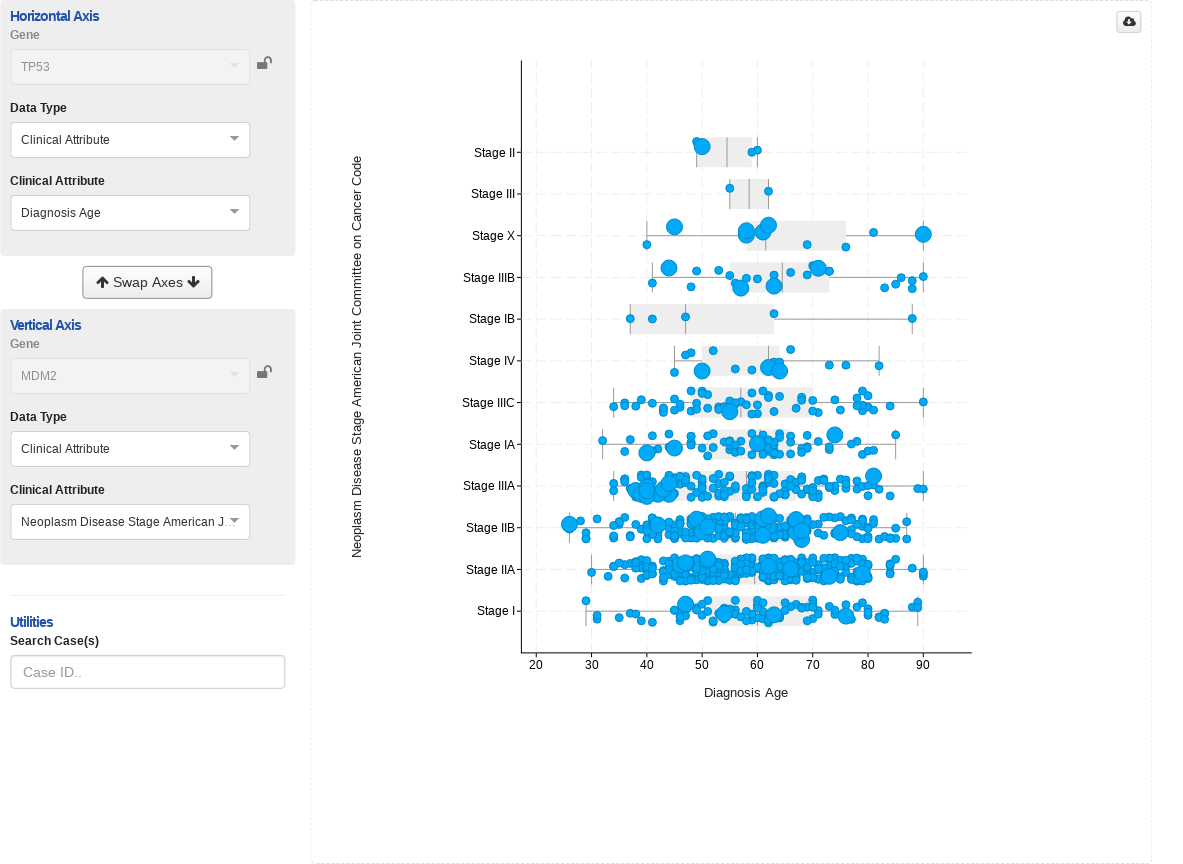 Horizontal Axis
Gene
TP53
Data Type
Clinical Attribute
Clinical Attribute
Diagnosis Age
Swap Axes
Vertical Axis
Gene
MDM2
Data Type
Clinical Attribute
Clinical Attribute
Neoplasm Disease Stage American J...
Utilities
Search Case(s)
Case ID..
Neoplasm Disease Stage American Joint Committee on Cancer Code
Stage II
Stage III
Stage X
Stage IIIB
Stage IB
Stage IV
Stage IIIC
Stage IA
Stage IIIA
Stage IIB
Stage IIA
Stage I
20 30 40 50 60 70 80 90
Diagnosis Age